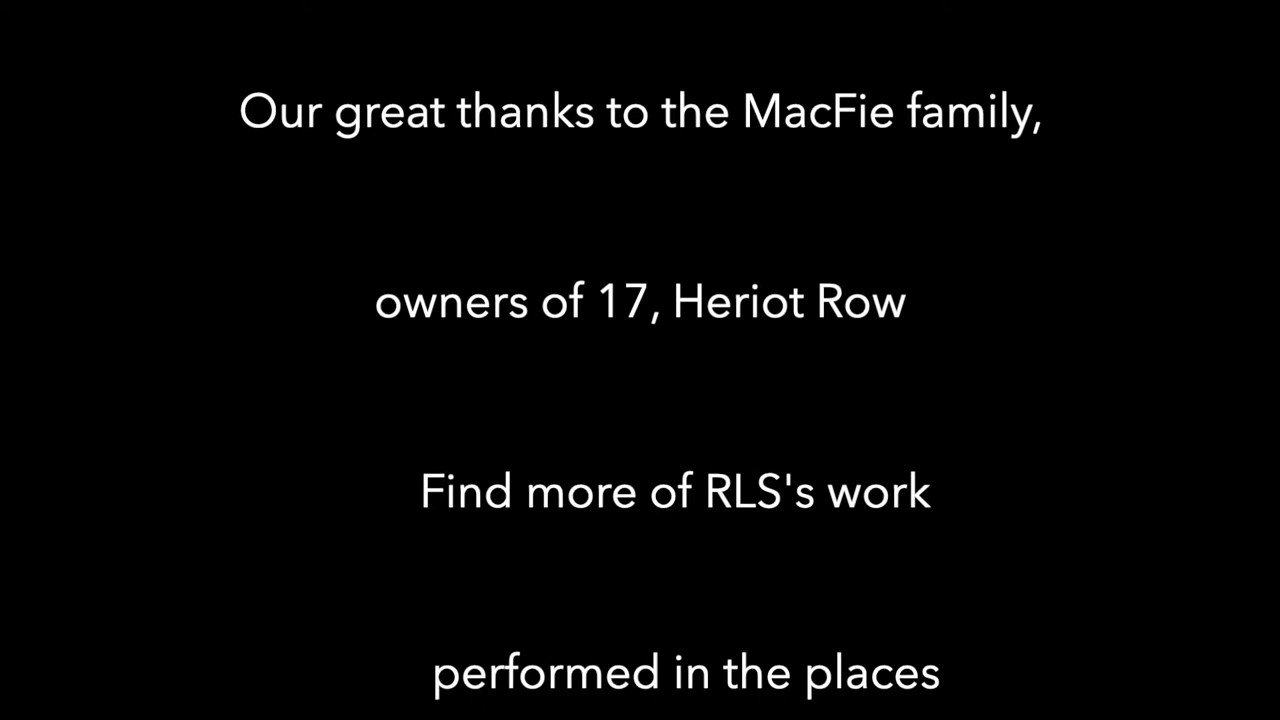 Our great thanks to the MacFie family,
owners of 17, Heriot Row
Find more of RLS's work
performed in the places